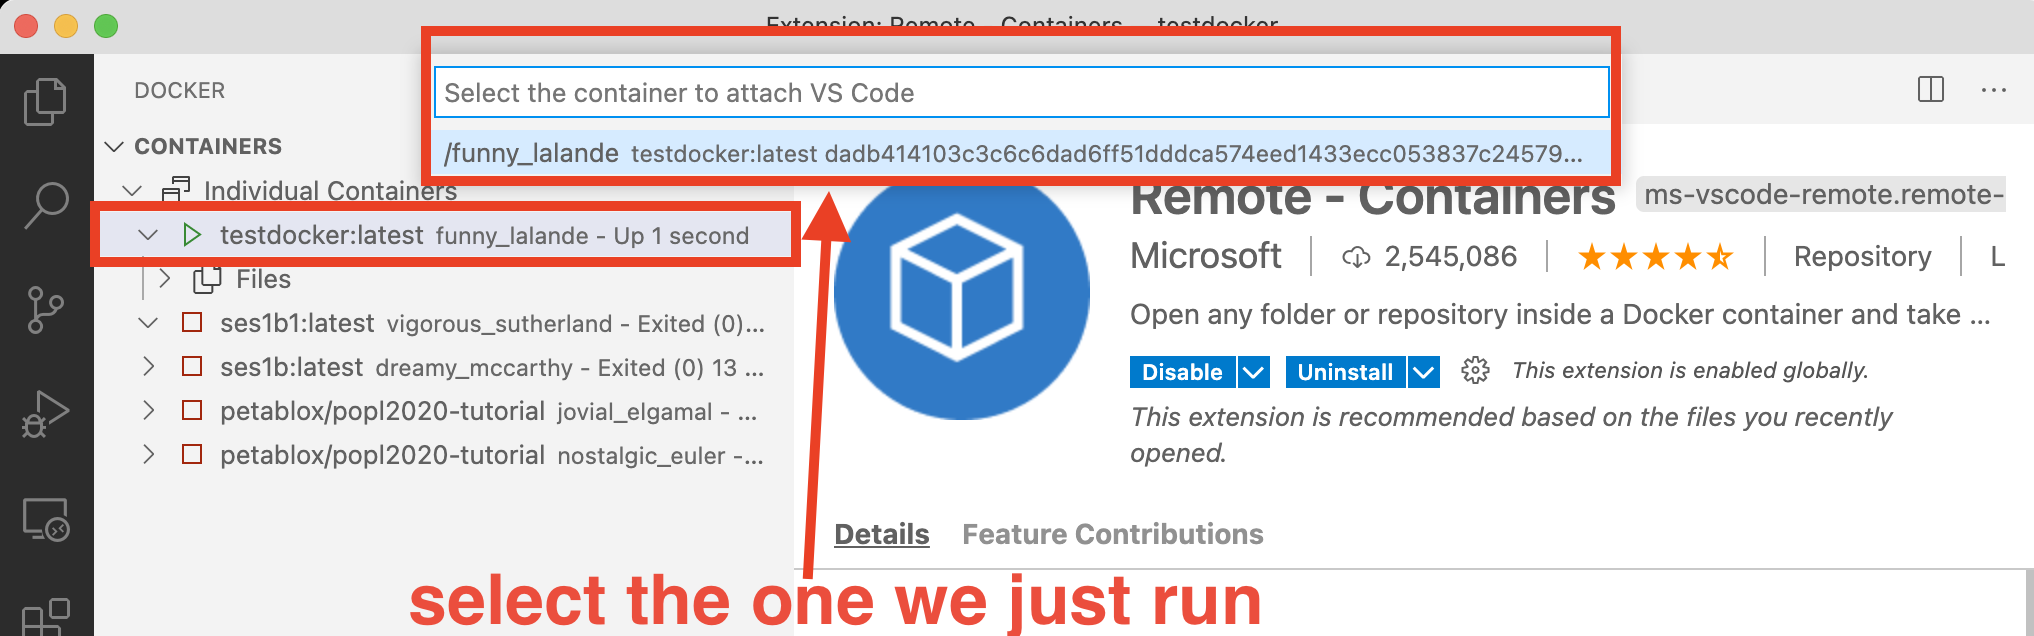 Extension: Remote - Containers — testdocker
DOCKER
Select the container to attach VS Code
/funny_lalande testdocker:latest dadb414103c3c6c6dad6ff51dddca574eed1433ecc053837c24579...
CONTAINERS
Individual Containers
testdocker:latest funny_lalande - Up 1 second
Files
ses1b1:latest vigorous_sutherland - Exited (0)...
ses1b:latest dreamy_mccarthy - Exited (0) 13 ...
petablox/popl2020-tutorial jovial_elgamal - ...
petablox/popl2020-tutorial nostalgic_euler -...
Remote - Containers ms-vscode-remote.remote-
Microsoft 2,545,086 Repository L
Open any folder or repository inside a Docker container and take ...
Disable Uninstall This extension is enabled globally.
This extension is recommended based on the files you recently
opened.
Details Feature Contributions
select the one we just run